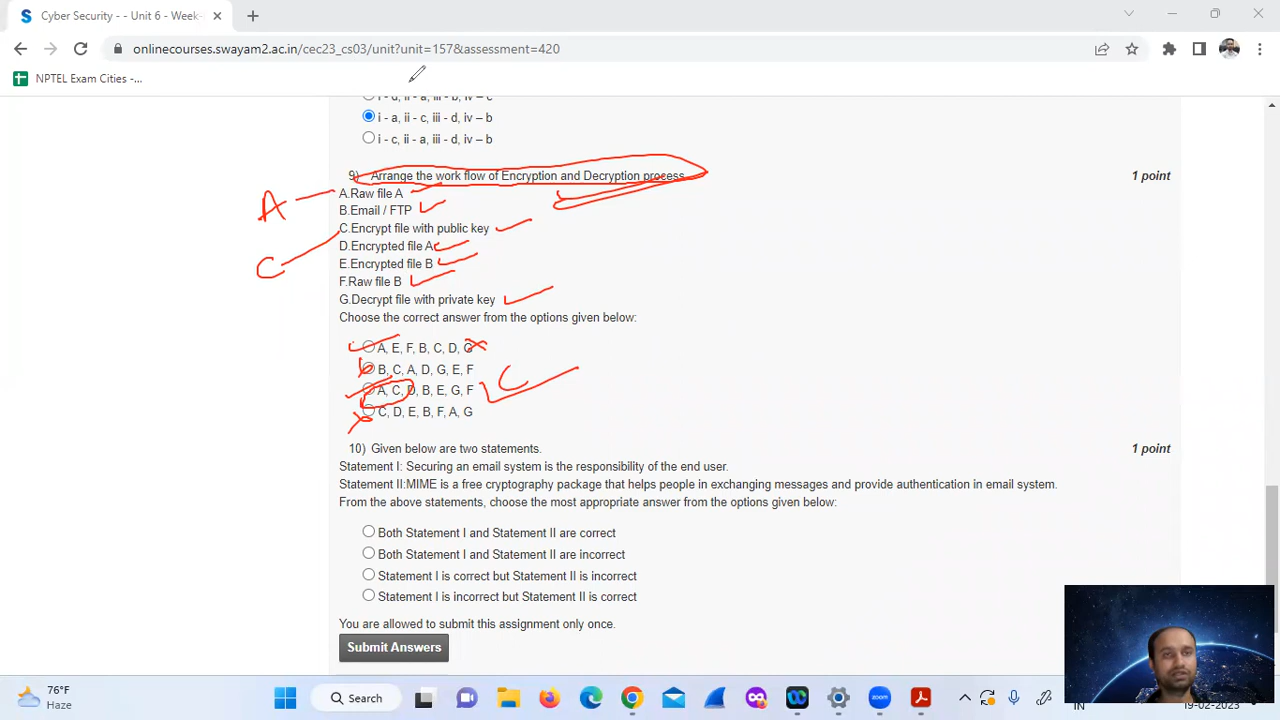 Cyber Security - - Unit 6 - Week-
onlinecourses.swayam2.ac.in/cec23_cs03/unit?unit=157&assessment=420
NPTEL Exam Cities -...
i - d, ii - a, iii - b, iv – c
i - a, ii - c, iii - d, iv – b
i - c, ii - a, iii - d, iv – b
9) Arrange the work flow of Encryption and Decryption process 1 point
A.Raw file A
A
B.Email / FTP
C.Encrypt file with public key
D.Encrypted file A
C
E.Encrypted file B
F.Raw file B
G.Decrypt file with private key
Choose the correct answer from the options given below:
A, E, F, B, C, D, G
b B, C, A, D, G, E, F
A, C, D, B, E, G, F C
C, D, E, B, F, A, G
10) Given below are two statements. 1 point
Statement I: Securing an email system is the responsibility of the end user.
Statement II:MIME is a free cryptography package that helps people in exchanging messages and provide authentication in email system.
From the above statements, choose the most appropriate answer from the options given below:
Both Statement I and Statement II are correct
Both Statement I and Statement II are incorrect
Statement I is correct but Statement II is incorrect
Statement I is incorrect but Statement II is correct
You are allowed to submit this assignment only once.
Submit Answers
76°F
Haze
Search
IN
19-02-2023